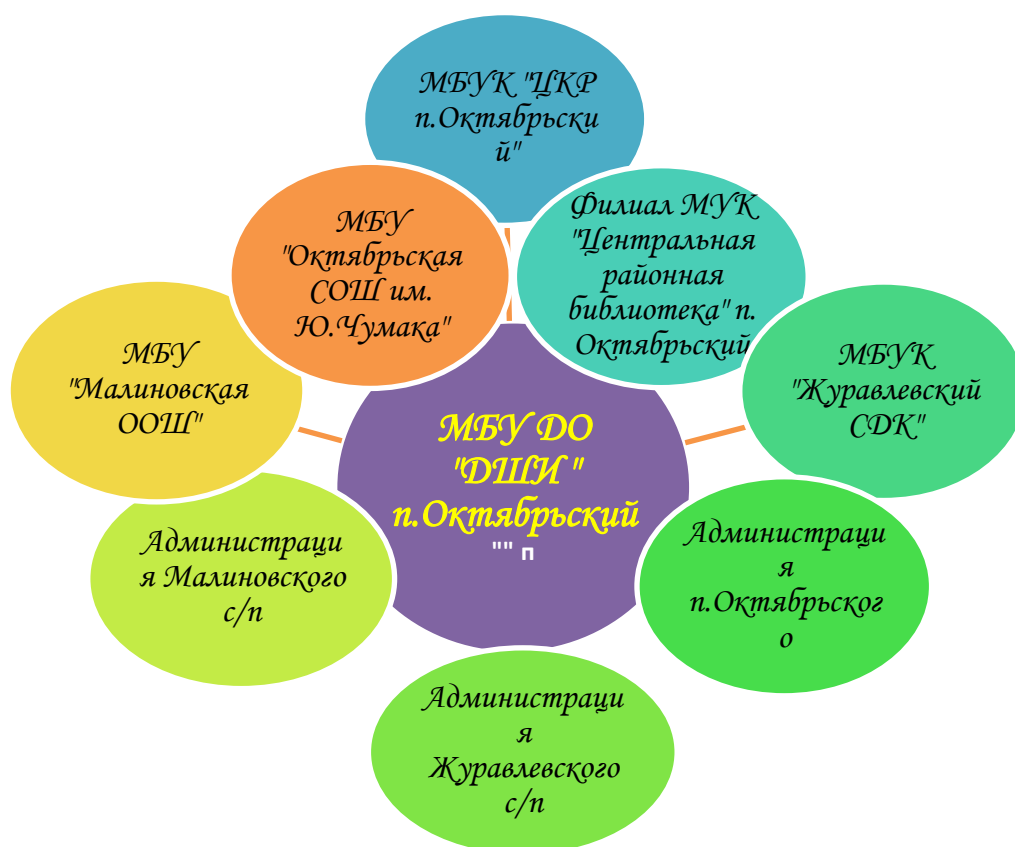 МБУК "ЦКР
п.Октябрьски
й"
МБУ
"Октябрьская
СОШ им.
Ю.Чумака"
Филиал МУК
"Центральная
районная
библиотека" п.
Октябрьский
МБУ
"Малиновская
ООШ"
МБУК
"Журавлевский
СДК"
МБУ ДО
"ДШИ "
п.Октябрьский
"" п
Администраци
я Малиновского
с/п
Администраци
я
п.Октябрьског
о
Администраци
я
Журавлевского
с/п